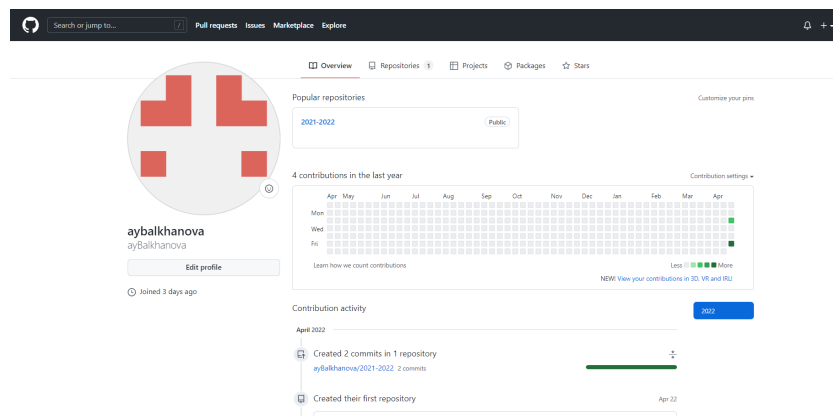 Search or jump to... / Pull requests Issues Marketplace Explore +
Overview Repositories 1 Projects Packages Stars
Popular repositories Customize your pins
2021-2022 Public
4 contributions in the last year Contribution settings
Apr May Jun Jul Aug Sep Oct Nov Dec Jan Feb Mar Apr
Mon
Wed
Fri
Learn how we count contributions Less More
NEW! View your contributions in 3D, VR and IRL!
aybalkhanova
ayBalkhanova
Edit profile
Joined 3 days ago
Contribution activity 2022
April 2022
Created 2 commits in 1 repository
ayBalkhanova/2021-2022 2 commits
Created their first repository Apr 22